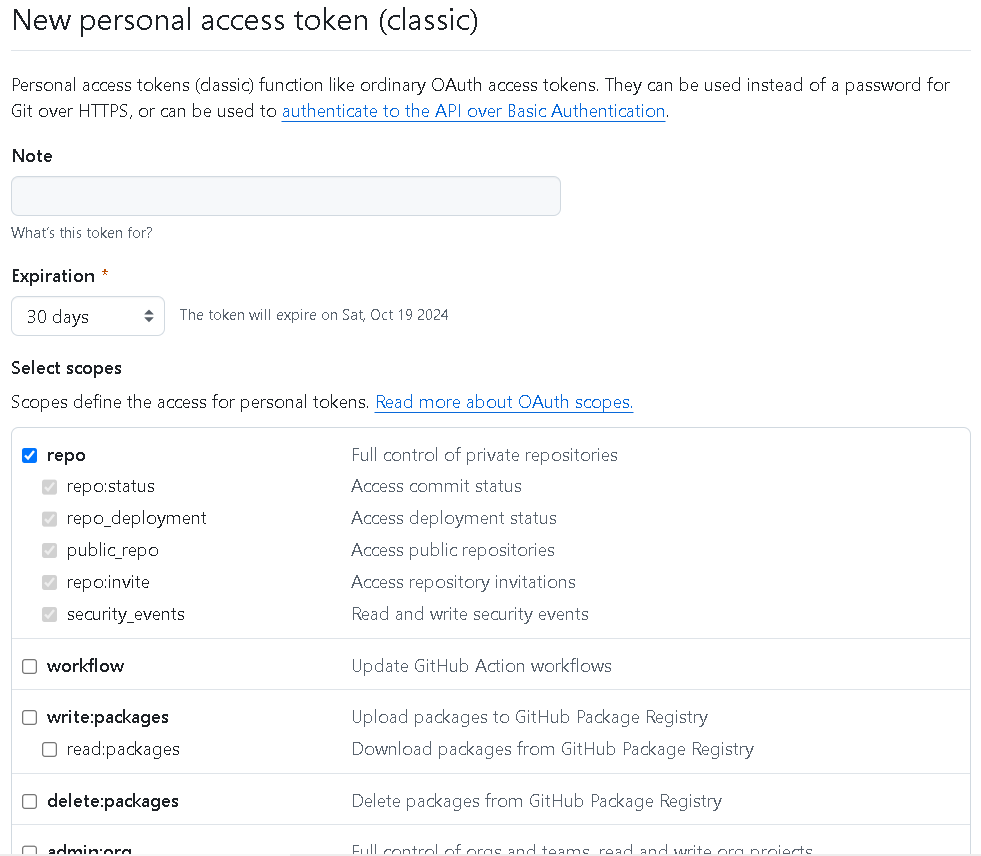 New personal access token (classic)
Personal access tokens (classic) function like ordinary OAuth access tokens. They can be used instead of a password for
Git over HTTPS, or can be used to authenticate to the API over Basic Authentication.
Note
What's this token for?
Expiration *
30 days The token will expire on Sat, Oct 19 2024
Select scopes
Scopes define the access for personal tokens. Read more about OAuth scopes.
repo Full control of private repositories
repo:status Access commit status
repo_deployment Access deployment status
public_repo Access public repositories
repo:invite Access repository invitations
security_events Read and write security events
workflow Update GitHub Action workflows
write:packages Upload packages to GitHub Package Registry
read:packages Download packages from GitHub Package Registry
delete:packages Delete packages from GitHub Package Registry
admin:org Full control of orgs and teams, read and write org projects